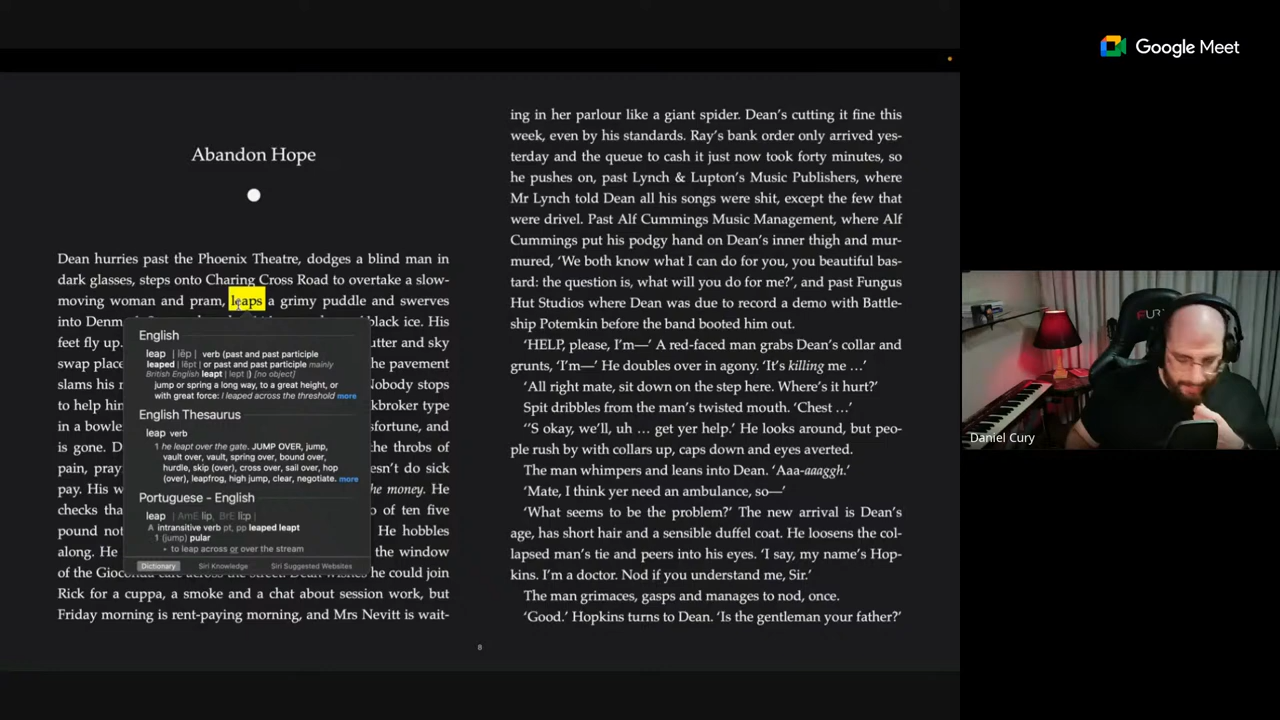 Google Meet
Abandon Hope
Dean hurries past the Phoenix Theatre, dodges a blind man in
dark glasses, steps onto Charing Cross Road to overtake a slow-
moving woman and pram, leaps a grimy puddle and swerves
into Denm black ice. His
feet fly up. utter and sky
swap place e pavement
slams his r Nobody stops
to help him kbroker type
in a bowle sfortune, and
is gone. D the throbs of
pain, pray esn't do sick
pay. His w he money. He
checks tha o of ten five
pound not He hobbles
along. He the window
of the Gioconda he could join
Rick for a cuppa, a smoke and a chat about session work, but
Friday morning is rent-paying morning, and Mrs Nevitt is wait-
English
leap | lēp | verb (past and past participle
leaped | lēpt | or past and past participle mainly
British English leapt | lept |) [no object]
jump or spring a long way, to a great height, or
with great force: I leaped across the threshold more
English Thesaurus
leap verb
1 he leapt over the gate. JUMP OVER, jump,
vault over, vault, spring over, bound over,
hurdle, skip (over), cross over, sail over, hop
(over), leapfrog, high jump, clear, negotiate. more
Portuguese - English
leap | AmE lip, BrE liːp |
A intransitive verb pt, pp leaped leapt
1 (jump) pular
▸ to leap across or over the stream
Dictionary Siri Knowledge Siri Suggested Websites
ing in her parlour like a giant spider. Dean's cutting it fine this
week, even by his standards. Ray's bank order only arrived yes-
terday and the queue to cash it just now took forty minutes, so
he pushes on, past Lynch & Lupton's Music Publishers, where
Mr Lynch told Dean all his songs were shit, except the few that
were drivel. Past Alf Cummings Music Management, where Alf
Cummings put his podgy hand on Dean's inner thigh and mur-
mured, 'We both know what I can do for you, you beautiful bas-
tard: the question is, what will you do for me?', and past Fungus
Hut Studios where Dean was due to record a demo with Battle-
ship Potemkin before the band booted him out.
'HELP, please, I'm—' A red-faced man grabs Dean's collar and
grunts, 'I'm—' He doubles over in agony. 'It's killing me …'
'All right mate, sit down on the step here. Where's it hurt?'
Spit dribbles from the man's twisted mouth. 'Chest …'
''S okay, we'll, uh … get yer help.' He looks around, but peo-
ple rush by with collars up, caps down and eyes averted.
The man whimpers and leans into Dean. 'Aaa-aaaggh.'
'Mate, I think yer need an ambulance, so—'
'What seems to be the problem?' The new arrival is Dean's
age, has short hair and a sensible duffel coat. He loosens the col-
lapsed man's tie and peers into his eyes. 'I say, my name's Hop-
kins. I'm a doctor. Nod if you understand me, Sir.'
The man grimaces, gasps and manages to nod, once.
'Good.' Hopkins turns to Dean. 'Is the gentleman your father?'
8
Daniel Cury